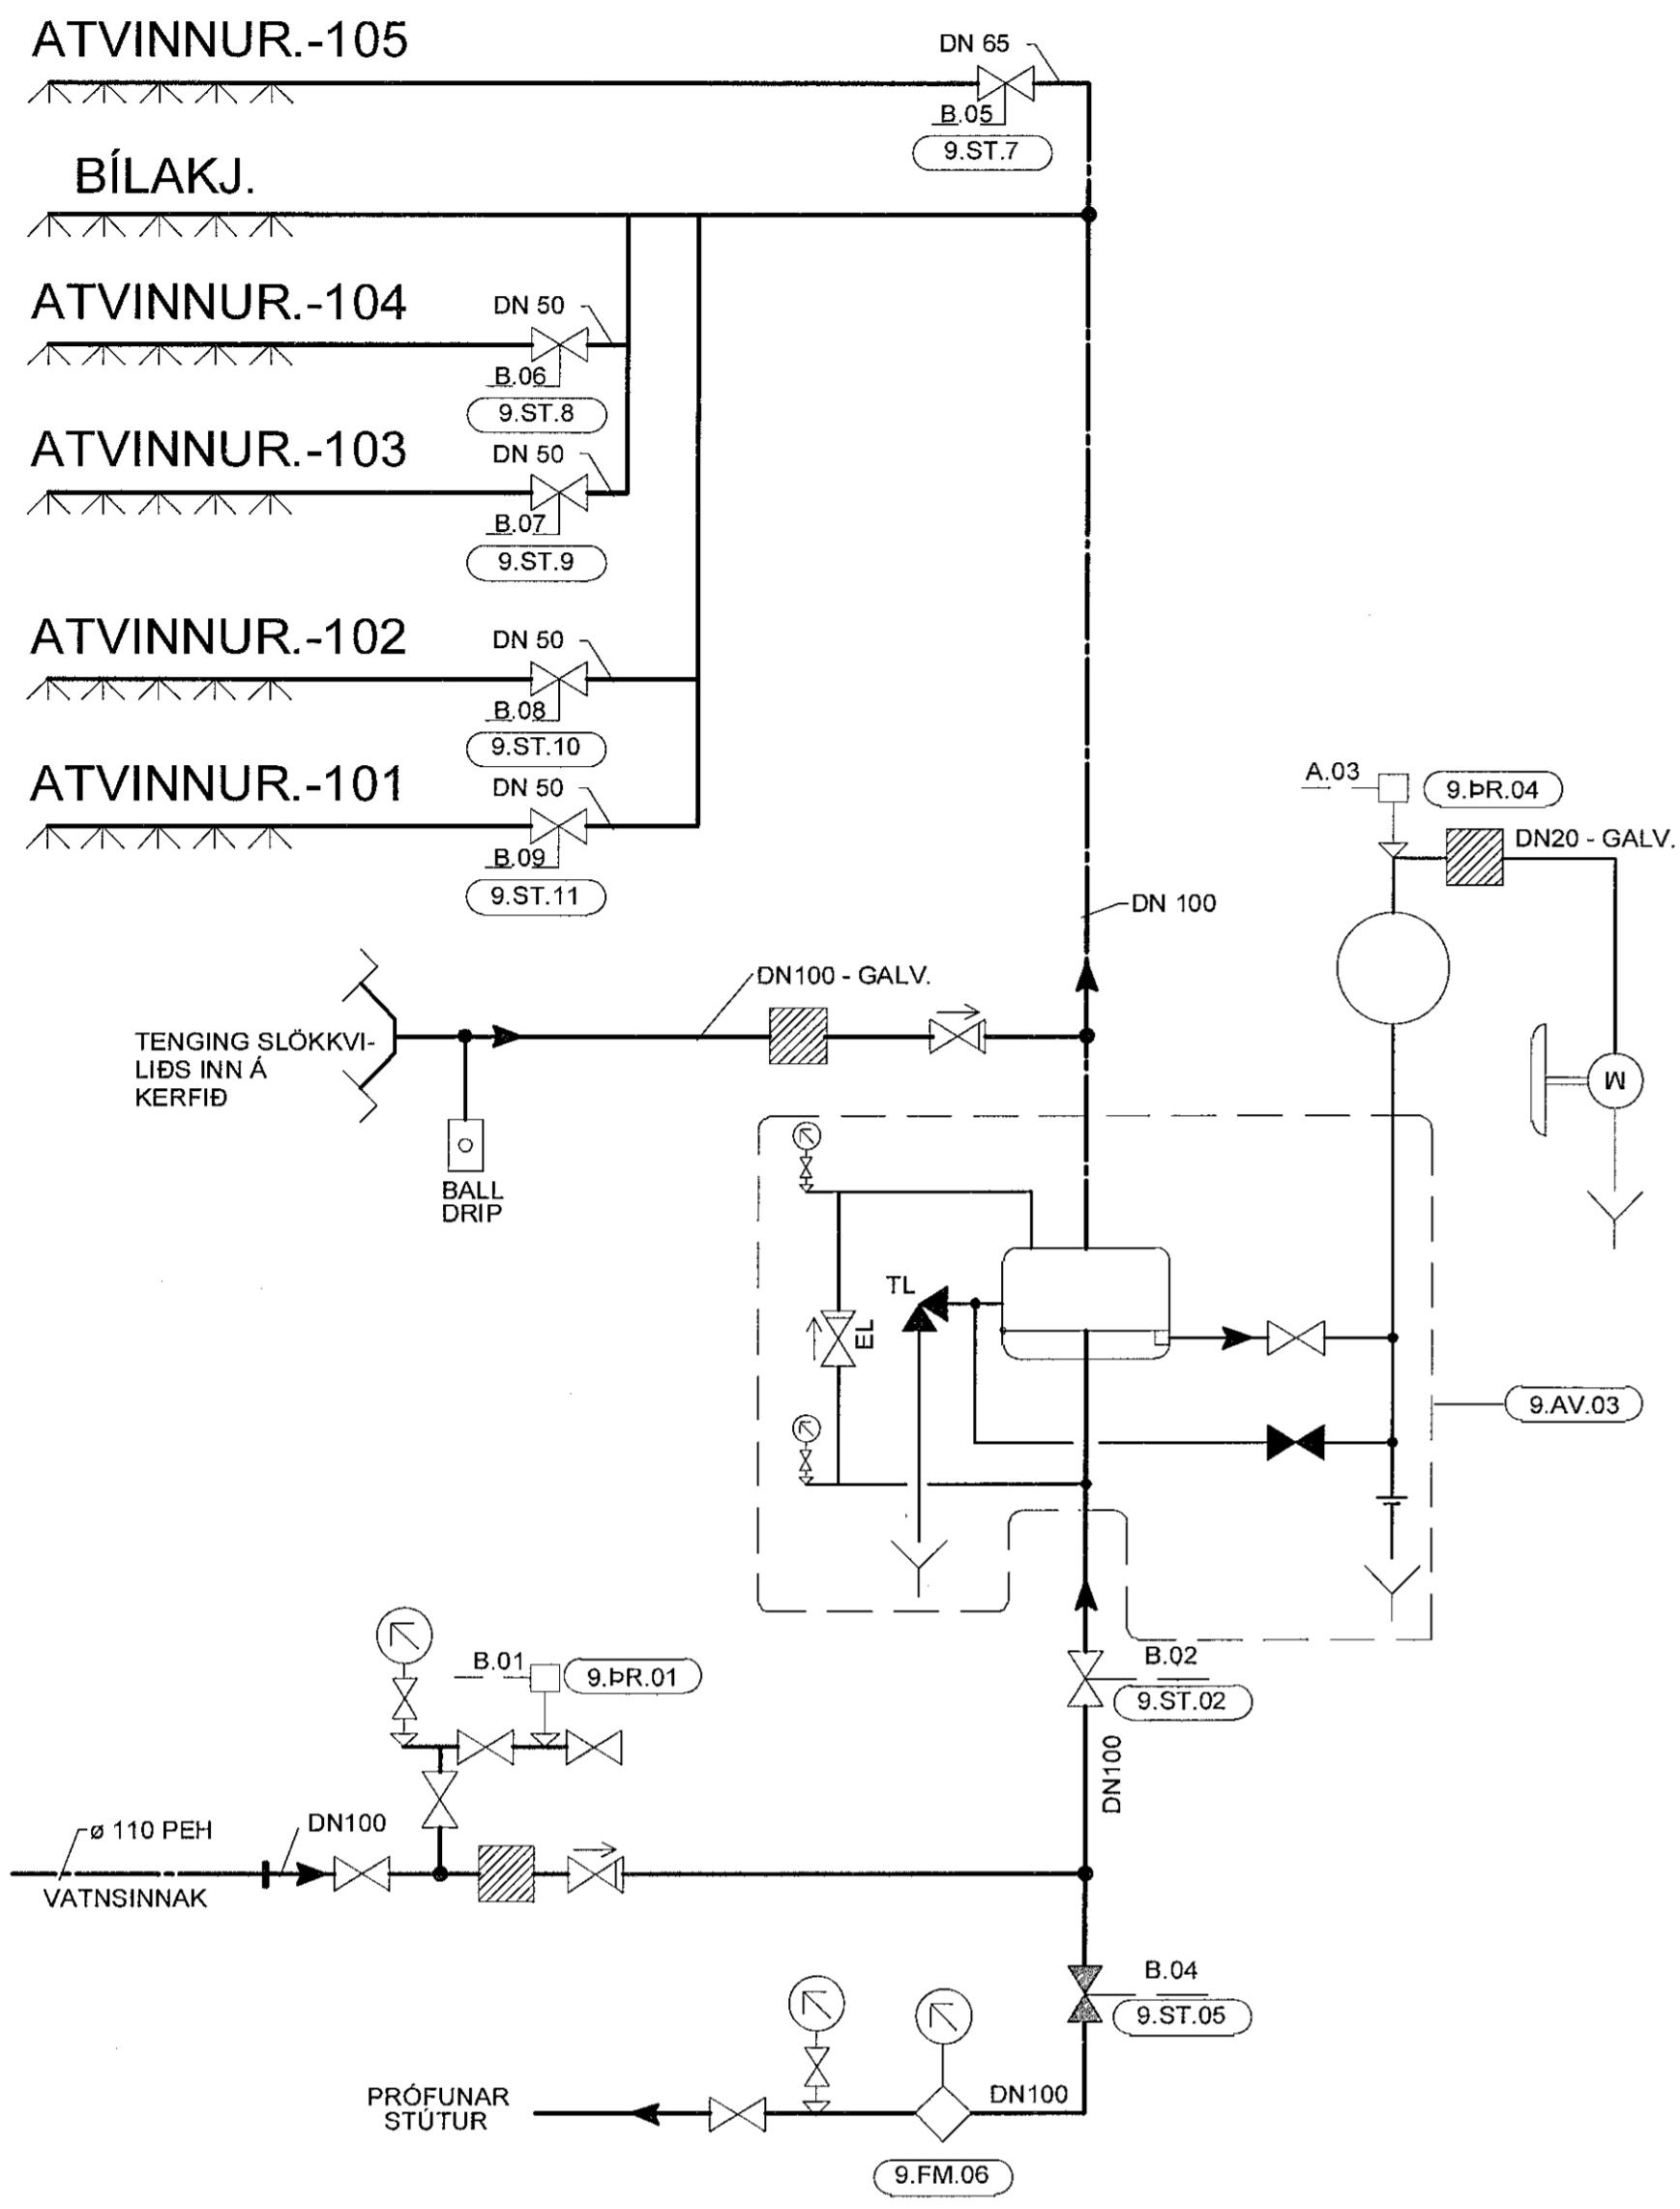 ATVINNUR.-105
DN 65
B.05
9.ST.7
BÍLAKJ.
ATVINNUR.-104
DN 50
B.06
9.ST.8
ATVINNUR.-103
DN 50
B.07
9.ST.9
ATVINNUR.-102
DN 50
B.08
9.ST.10
ATVINNUR.-101
DN 50
B.09
9.ST.11
A.03
9.ÞR.04
DN20 - GALV.
DN 100
DN100 - GALV.
TENGING SLÖKKVI-
LIÐS INN Á
KERFIÐ
M
BALL
DRIP
TL
EL
9.AV.03
B.01
9.ÞR.01
B.02
9.ST.02
DN100
ø 110 PEH
DN100
VATNSINNAK
B.04
9.ST.05
PRÓFUNAR
STÚTUR
DN100
9.FM.06